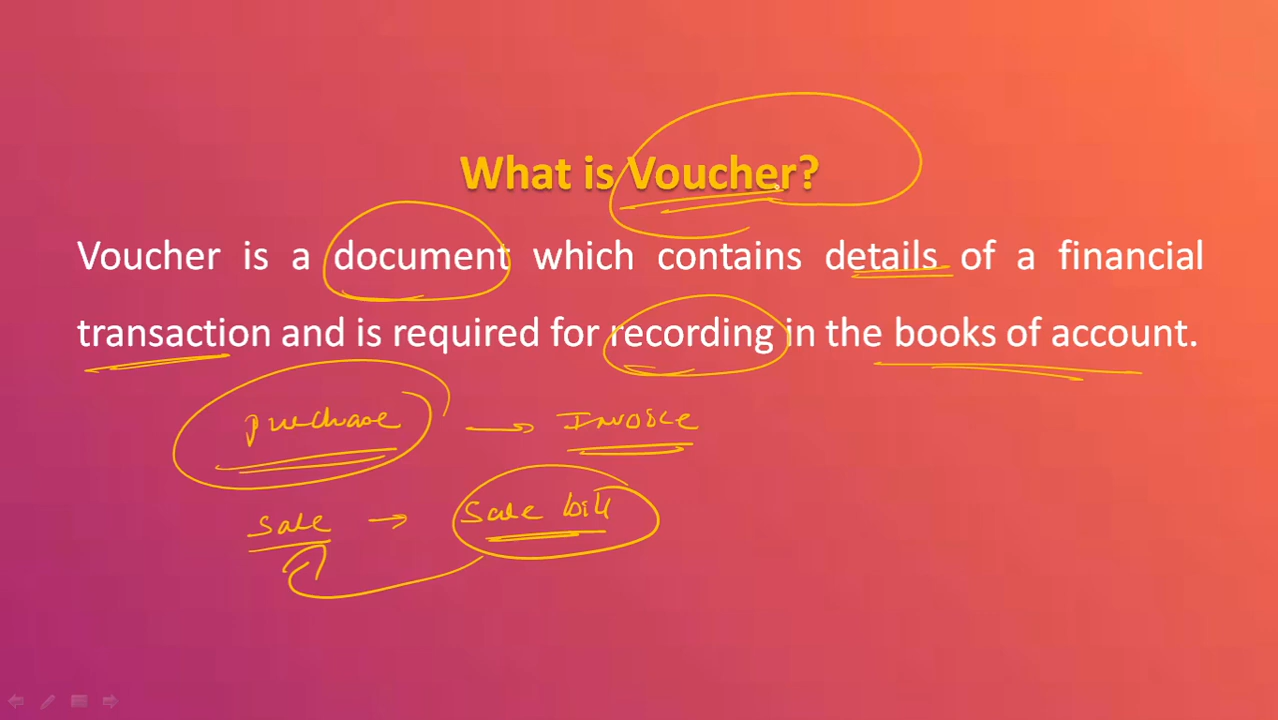 What is Voucher?
Voucher is a document which contains details of a financial
transaction and is required for recording in the books of account.
purchase → Invoice
Sale → Sale bill